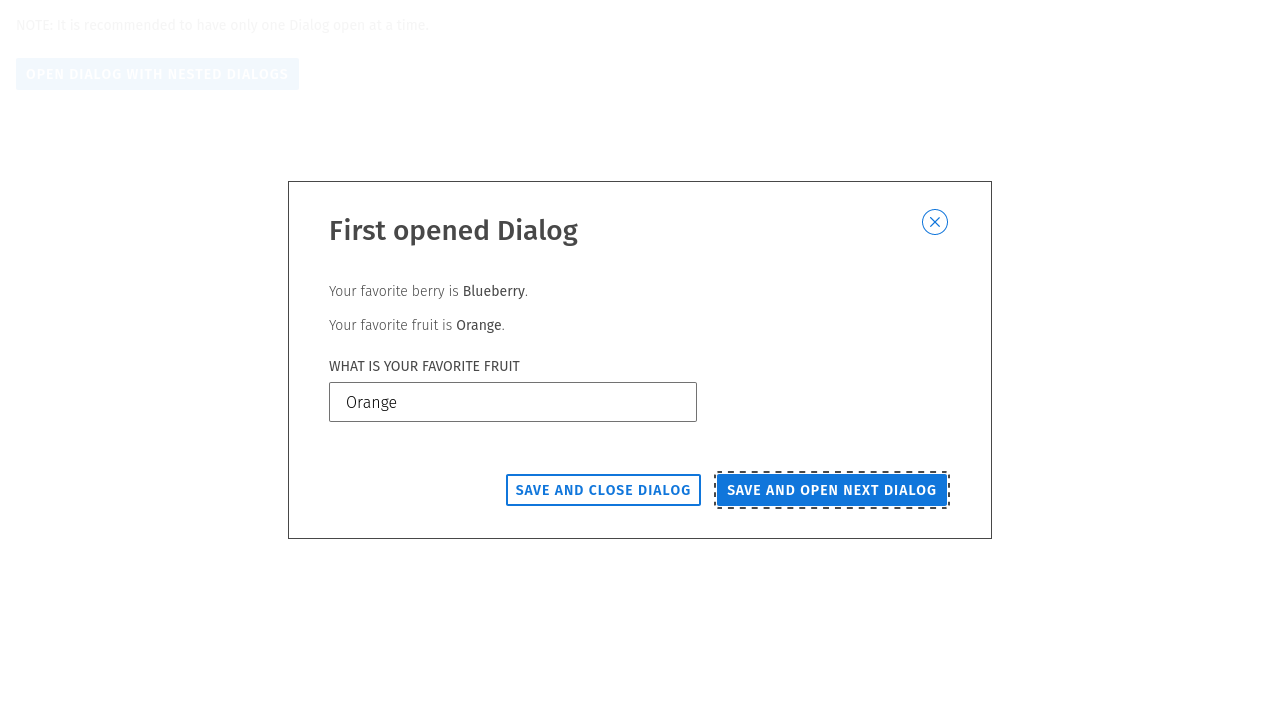 NOTE: It is recommended to have only one Dialog open at a time.
OPEN DIALOG WITH NESTED DIALOGS
First opened Dialog
Your favorite berry is Blueberry.
Your favorite fruit is Orange.
WHAT IS YOUR FAVORITE FRUIT
Orange
SAVE AND CLOSE DIALOG
SAVE AND OPEN NEXT DIALOG